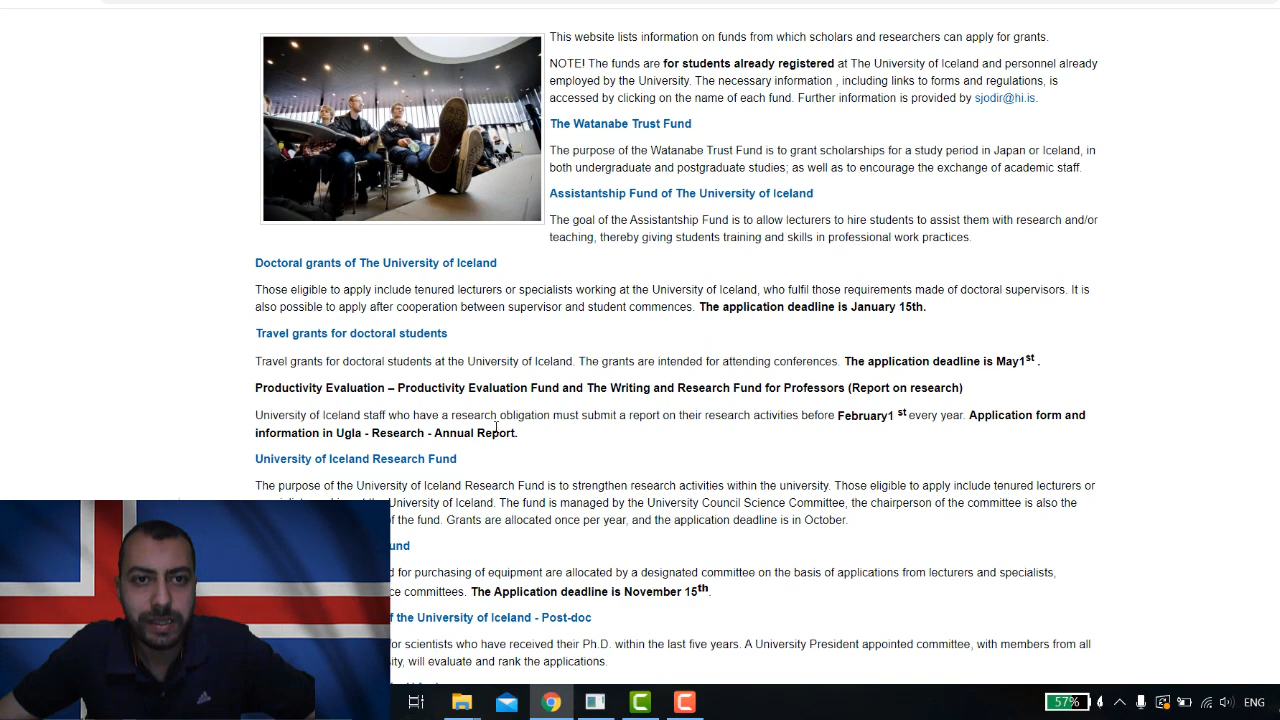 This website lists information on funds from which scholars and researchers can apply for grants.
NOTE! The funds are for students already registered at The University of Iceland and personnel already
employed by the University. The necessary information , including links to forms and regulations, is
accessed by clicking on the name of each fund. Further information is provided by sjodir@hi.is.
The Watanabe Trust Fund
The purpose of the Watanabe Trust Fund is to grant scholarships for a study period in Japan or Iceland, in
both undergraduate and postgraduate studies; as well as to encourage the exchange of academic staff.
Assistantship Fund of The University of Iceland
The goal of the Assistantship Fund is to allow lecturers to hire students to assist them with research and/or
teaching, thereby giving students training and skills in professional work practices.
Doctoral grants of The University of Iceland
Those eligible to apply include tenured lecturers or specialists working at the University of Iceland, who fulfil those requirements made of doctoral supervisors. It is
also possible to apply after cooperation between supervisor and student commences. The application deadline is January 15th.
Travel grants for doctoral students
Travel grants for doctoral students at the University of Iceland. The grants are intended for attending conferences. The application deadline is May1st .
Productivity Evaluation – Productivity Evaluation Fund and The Writing and Research Fund for Professors (Report on research)
University of Iceland staff who have a research obligation must submit a report on their research activities before February1 st every year. Application form and
information in Ugla - Research - Annual Report.
University of Iceland Research Fund
The purpose of the University of Iceland Research Fund is to strengthen research activities within the university. Those eligible to apply include tenured lecturers or
University of Iceland. The fund is managed by the University Council Science Committee, the chairperson of the committee is also the
of the fund. Grants are allocated once per year, and the application deadline is in October.
und
d for purchasing of equipment are allocated by a designated committee on the basis of applications from lecturers and specialists,
ce committees. The Application deadline is November 15th.
f the University of Iceland - Post-doc
or scientists who have received their Ph.D. within the last five years. A University President appointed committee, with members from all
ity, will evaluate and rank the applications.
57%
ENG